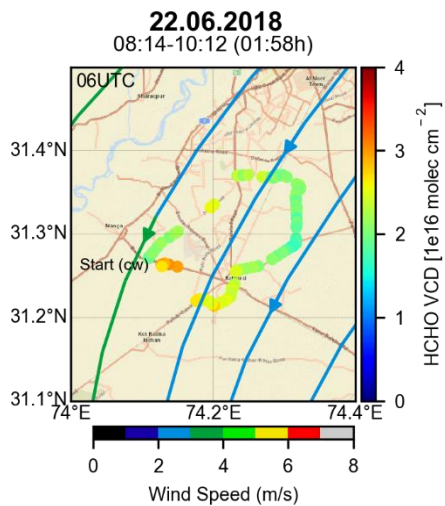 22.06.2018
08:14-10:12 (01:58h)
06UTC
Sharaqpur
31.4°N
31.3°N
Manga
Start (cw)
31.2°N
31.1°N
74°E
74.2°E
74.4°E
4
3
2
1
0
HCHO VCD [1e16 molec cm⁻²]
0 2 4 6 8
Wind Speed (m/s)